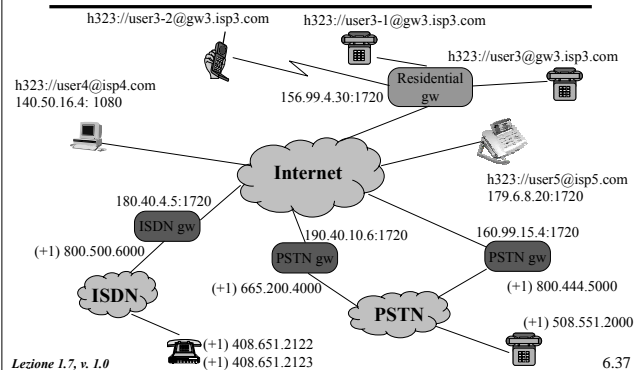 h323://user3-2@gw3.isp3.com
h323://user3-1@gw3.isp3.com
h323://user3@gw3.isp3.com
h323://user4@isp4.com
140.50.16.4: 1080
156.99.4.30:1720
Residential
gw
Internet
h323://user5@isp5.com
179.6.8.20:1720
180.40.4.5:1720
ISDN gw
(+1) 800.500.6000
190.40.10.6:1720
PSTN gw
(+1) 665.200.4000
160.99.15.4:1720
PSTN gw
(+1) 800.444.5000
ISDN
PSTN
(+1) 508.551.2000
(+1) 408.651.2122
(+1) 408.651.2123
Lezione 1.7, v. 1.0
6.37